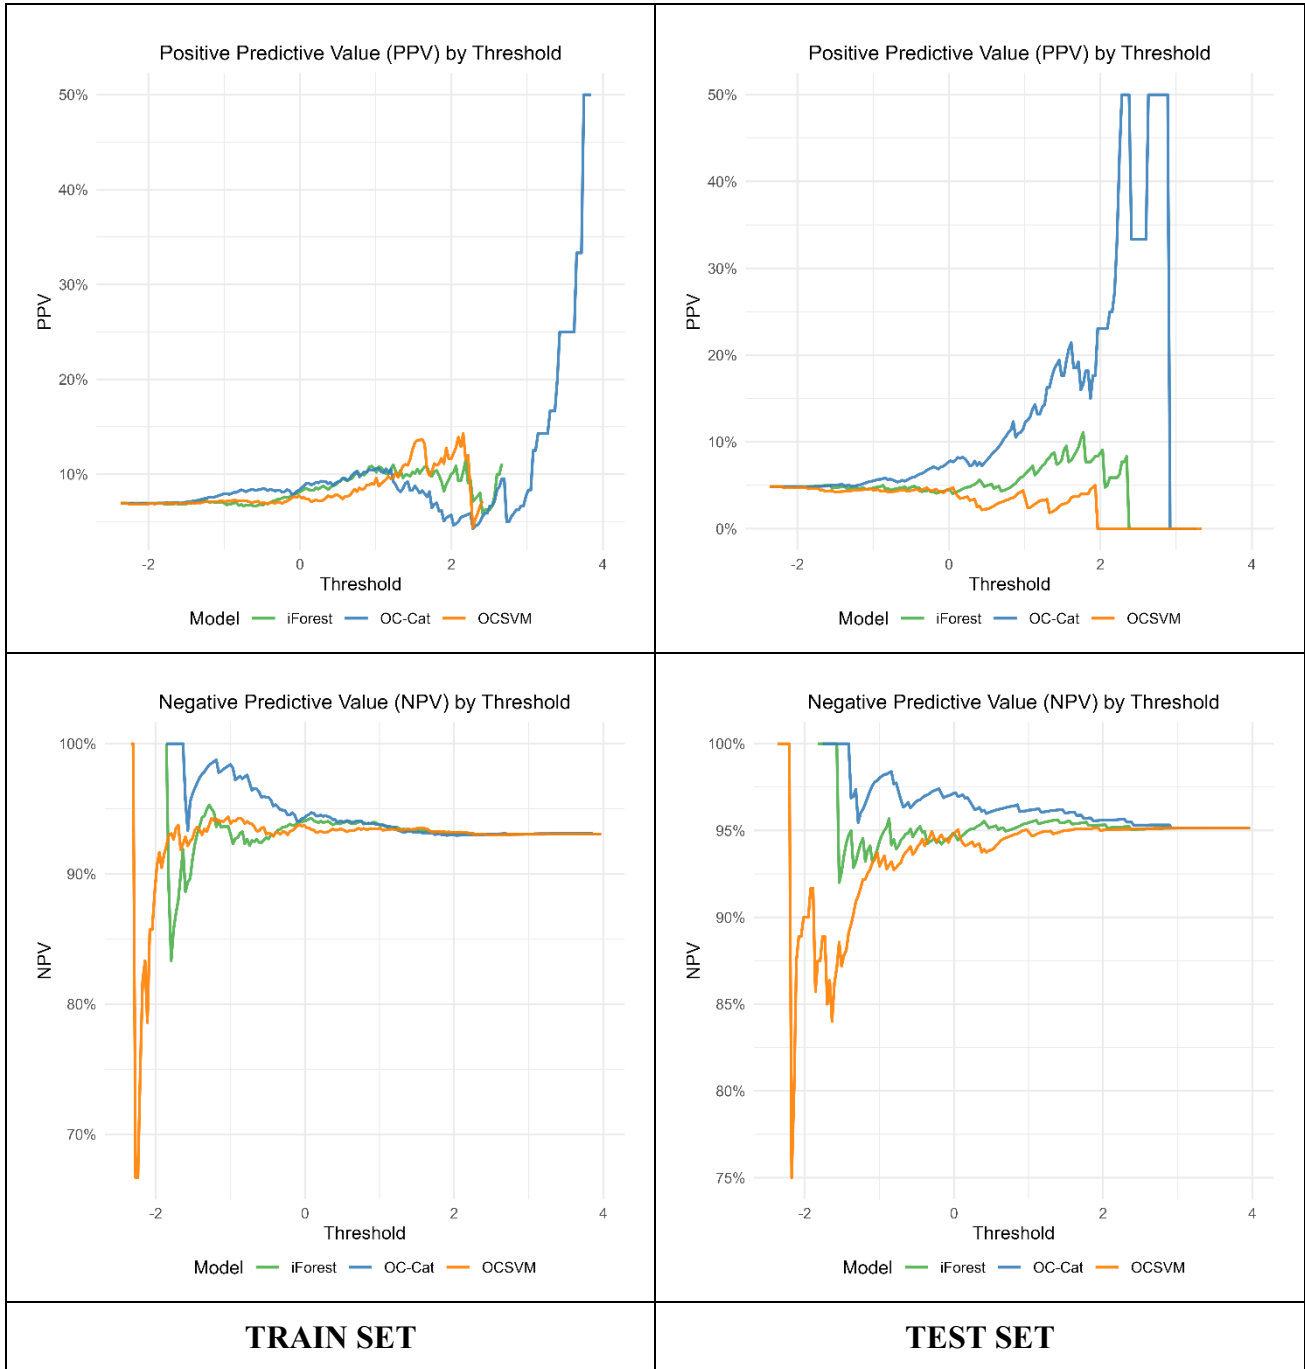 Positive Predictive Value (PPV) by Threshold
50%
40%
30%
20%
10%
PPV
-2 0 2 4
Threshold
Model iForest OC-Cat OCSVM
Positive Predictive Value (PPV) by Threshold
50%
40%
30%
20%
10%
0%
PPV
-2 0 2 4
Threshold
Model iForest OC-Cat OCSVM
Negative Predictive Value (NPV) by Threshold
100%
90%
80%
70%
NPV
-2 0 2 4
Threshold
Model iForest OC-Cat OCSVM
Negative Predictive Value (NPV) by Threshold
100%
95%
90%
85%
80%
75%
NPV
-2 0 2 4
Threshold
Model iForest OC-Cat OCSVM
TRAIN SET
TEST SET